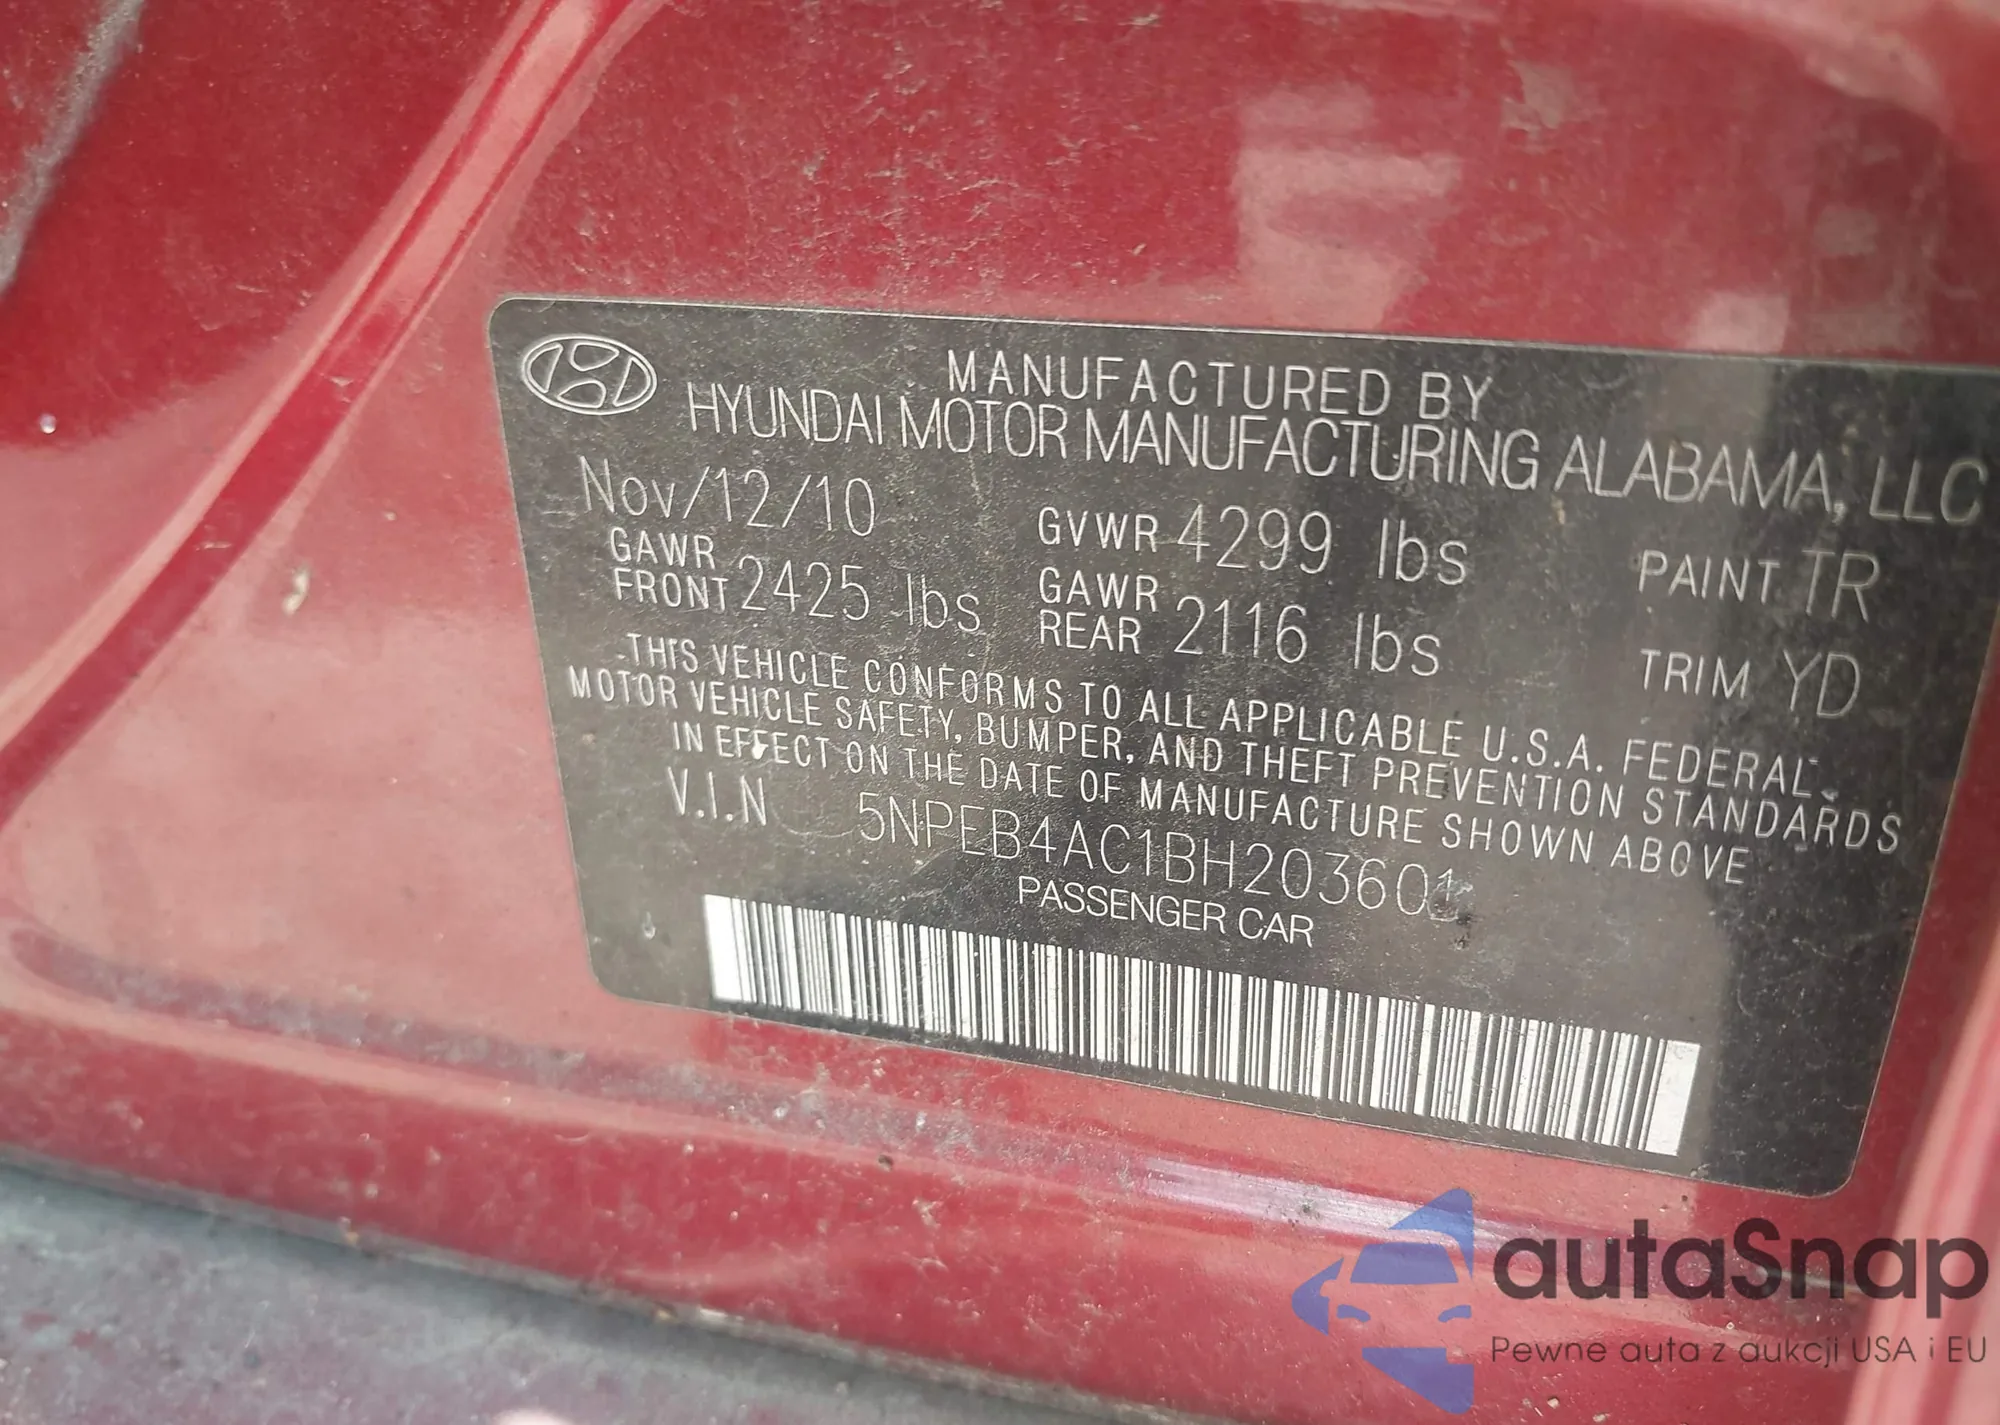 MANUFACTURED BY
HYUNDAI MOTOR MANUFACTURING ALABAMA, LLC
Nov/12/10 GVWR 4299 lbs PAINT TR
GAWR FRONT 2425 lbs GAWR REAR 2116 lbs TRIM YD
THIS VEHICLE CONFORMS TO ALL APPLICABLE U.S.A. FEDERAL
MOTOR VEHICLE SAFETY, BUMPER, AND THEFT PREVENTION STANDARDS
IN EFFECT ON THE DATE OF MANUFACTURE SHOWN ABOVE
V.I.N 5NPEB4AC1BH203601
PASSENGER CAR
autaSnap
Pewne auta z aukcji USA i EU